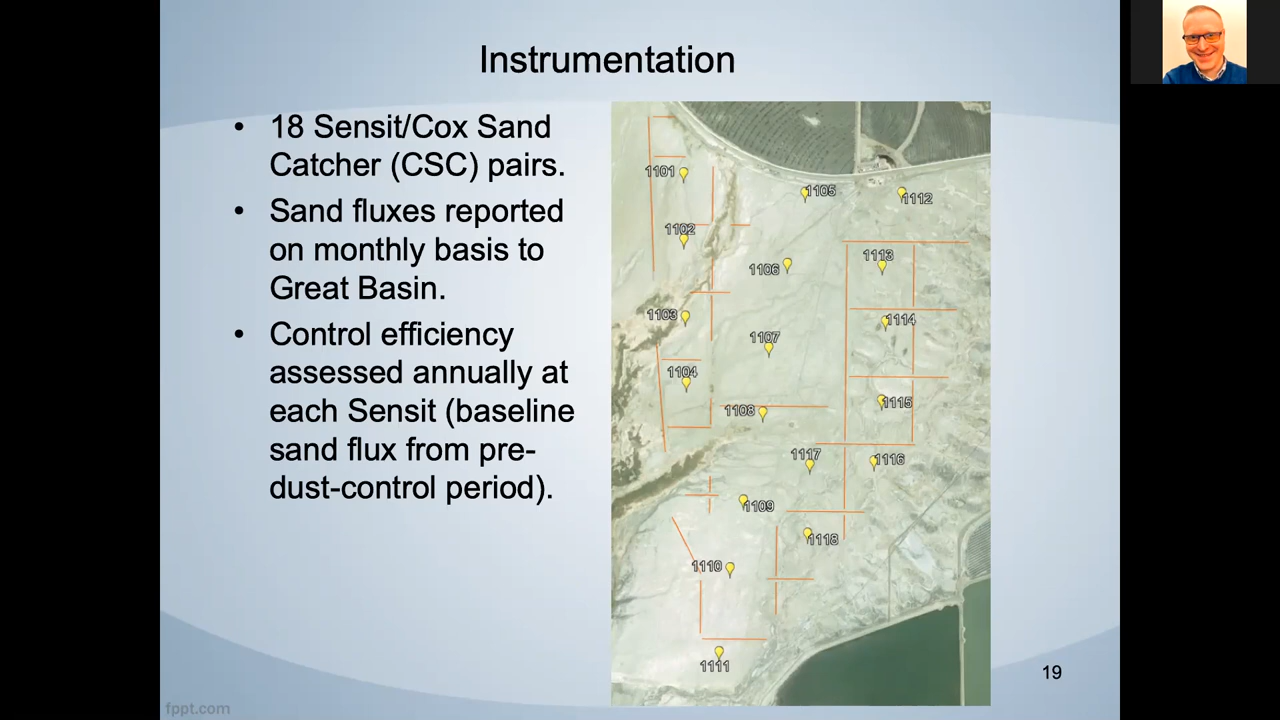 Instrumentation
• 18 Sensit/Cox Sand
Catcher (CSC) pairs.
• Sand fluxes reported
on monthly basis to
Great Basin.
• Control efficiency
assessed annually at
each Sensit (baseline
sand flux from pre-
dust-control period).
1101
1105
1112
1102
1113
1106
1103
1114
1107
1104
1115
1108
1117
1116
1109
1118
1110
1111
19
fppt.com